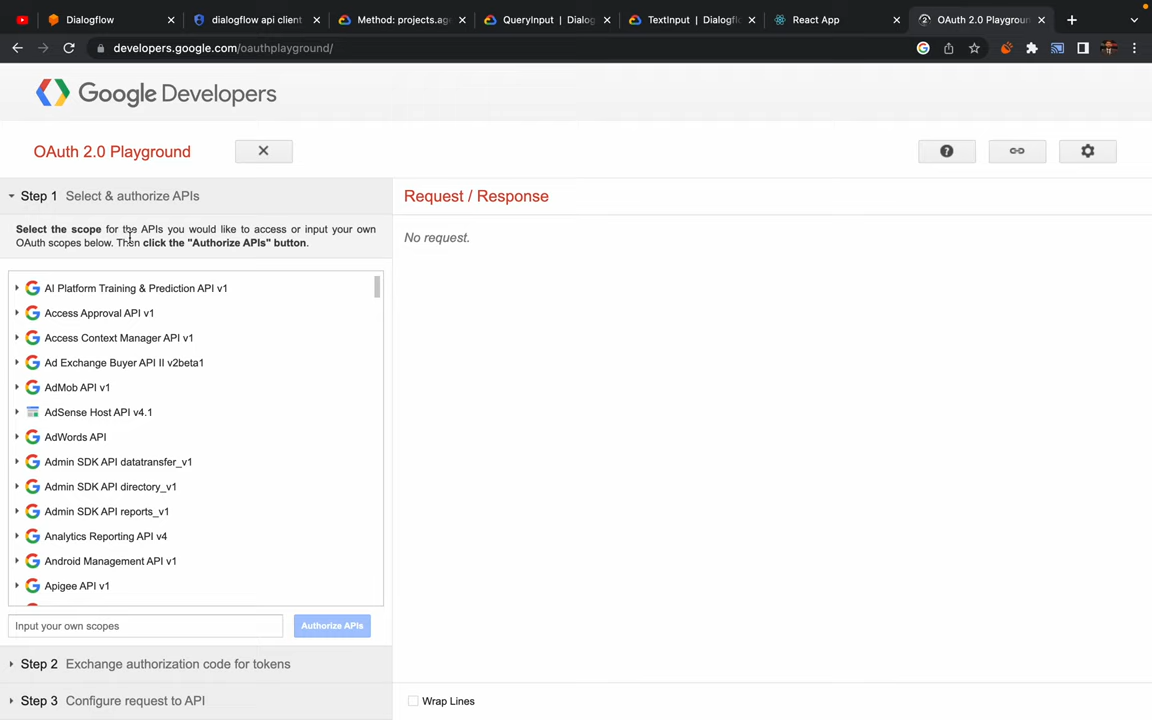 Dialogflow
dialogflow api client
Method: projects.ag
QueryInput | Dialog
TextInput | Dialogfl
React App
OAuth 2.0 Playgroun
developers.google.com/oauthplayground/
Google Developers
OAuth 2.0 Playground
Step 1 Select & authorize APIs
Select the scope for the APIs you would like to access or input your own
OAuth scopes below. Then click the "Authorize APIs" button.
AI Platform Training & Prediction API v1
Access Approval API v1
Access Context Manager API v1
Ad Exchange Buyer API II v2beta1
AdMob API v1
AdSense Host API v4.1
AdWords API
Admin SDK API datatransfer_v1
Admin SDK API directory_v1
Admin SDK API reports_v1
Analytics Reporting API v4
Android Management API v1
Apigee API v1
Input your own scopes
Authorize APIs
Step 2 Exchange authorization code for tokens
Step 3 Configure request to API
Request / Response
No request.
Wrap Lines